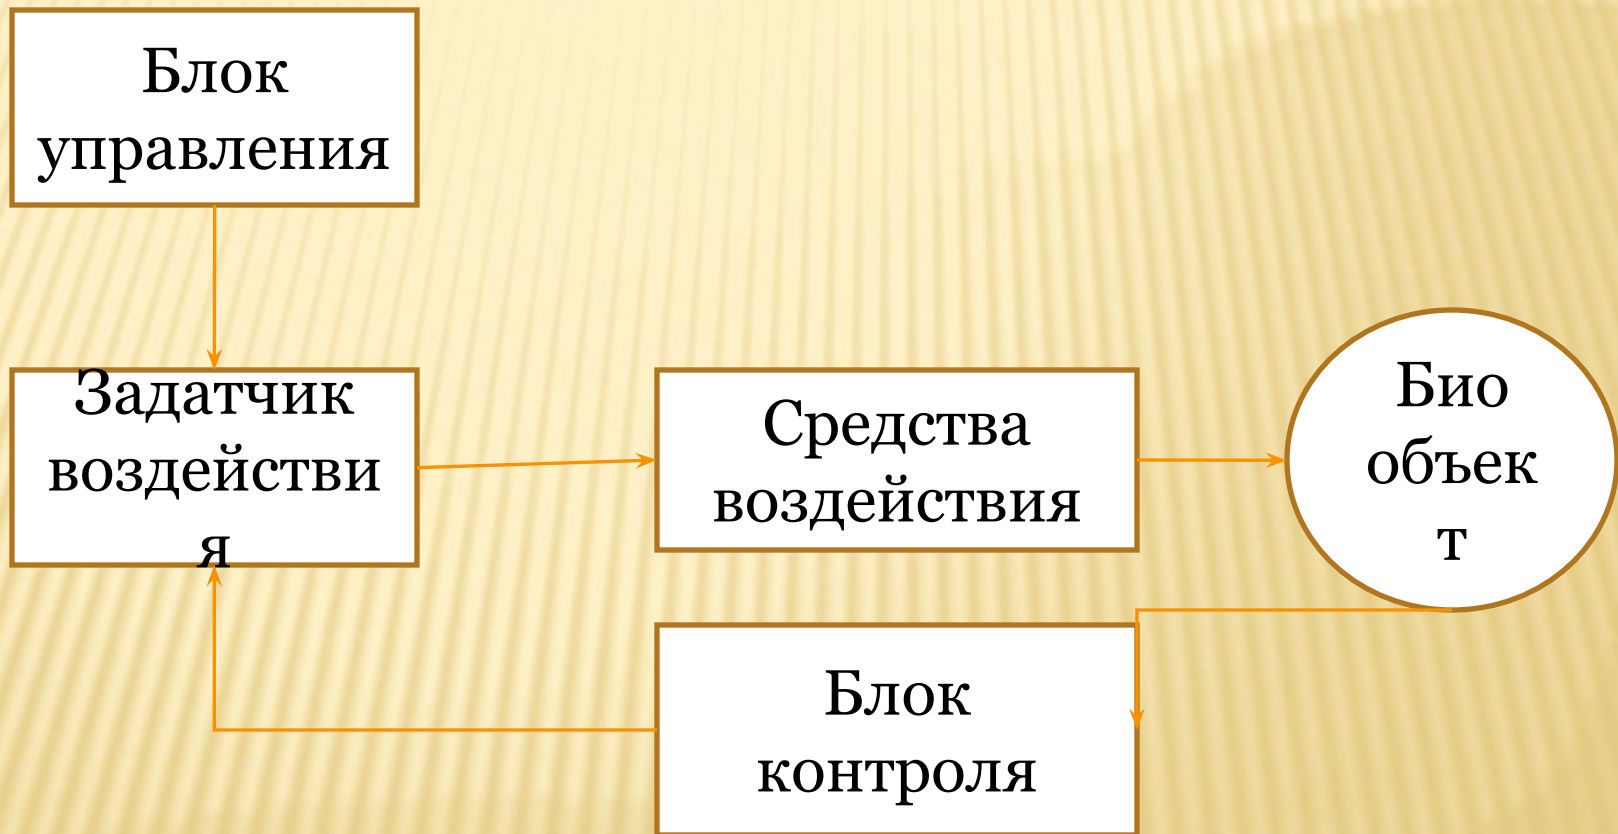 Блок
управления
Задатчик
воздействи
я
Средства
воздействия
Био
объек
т
Блок
контроля